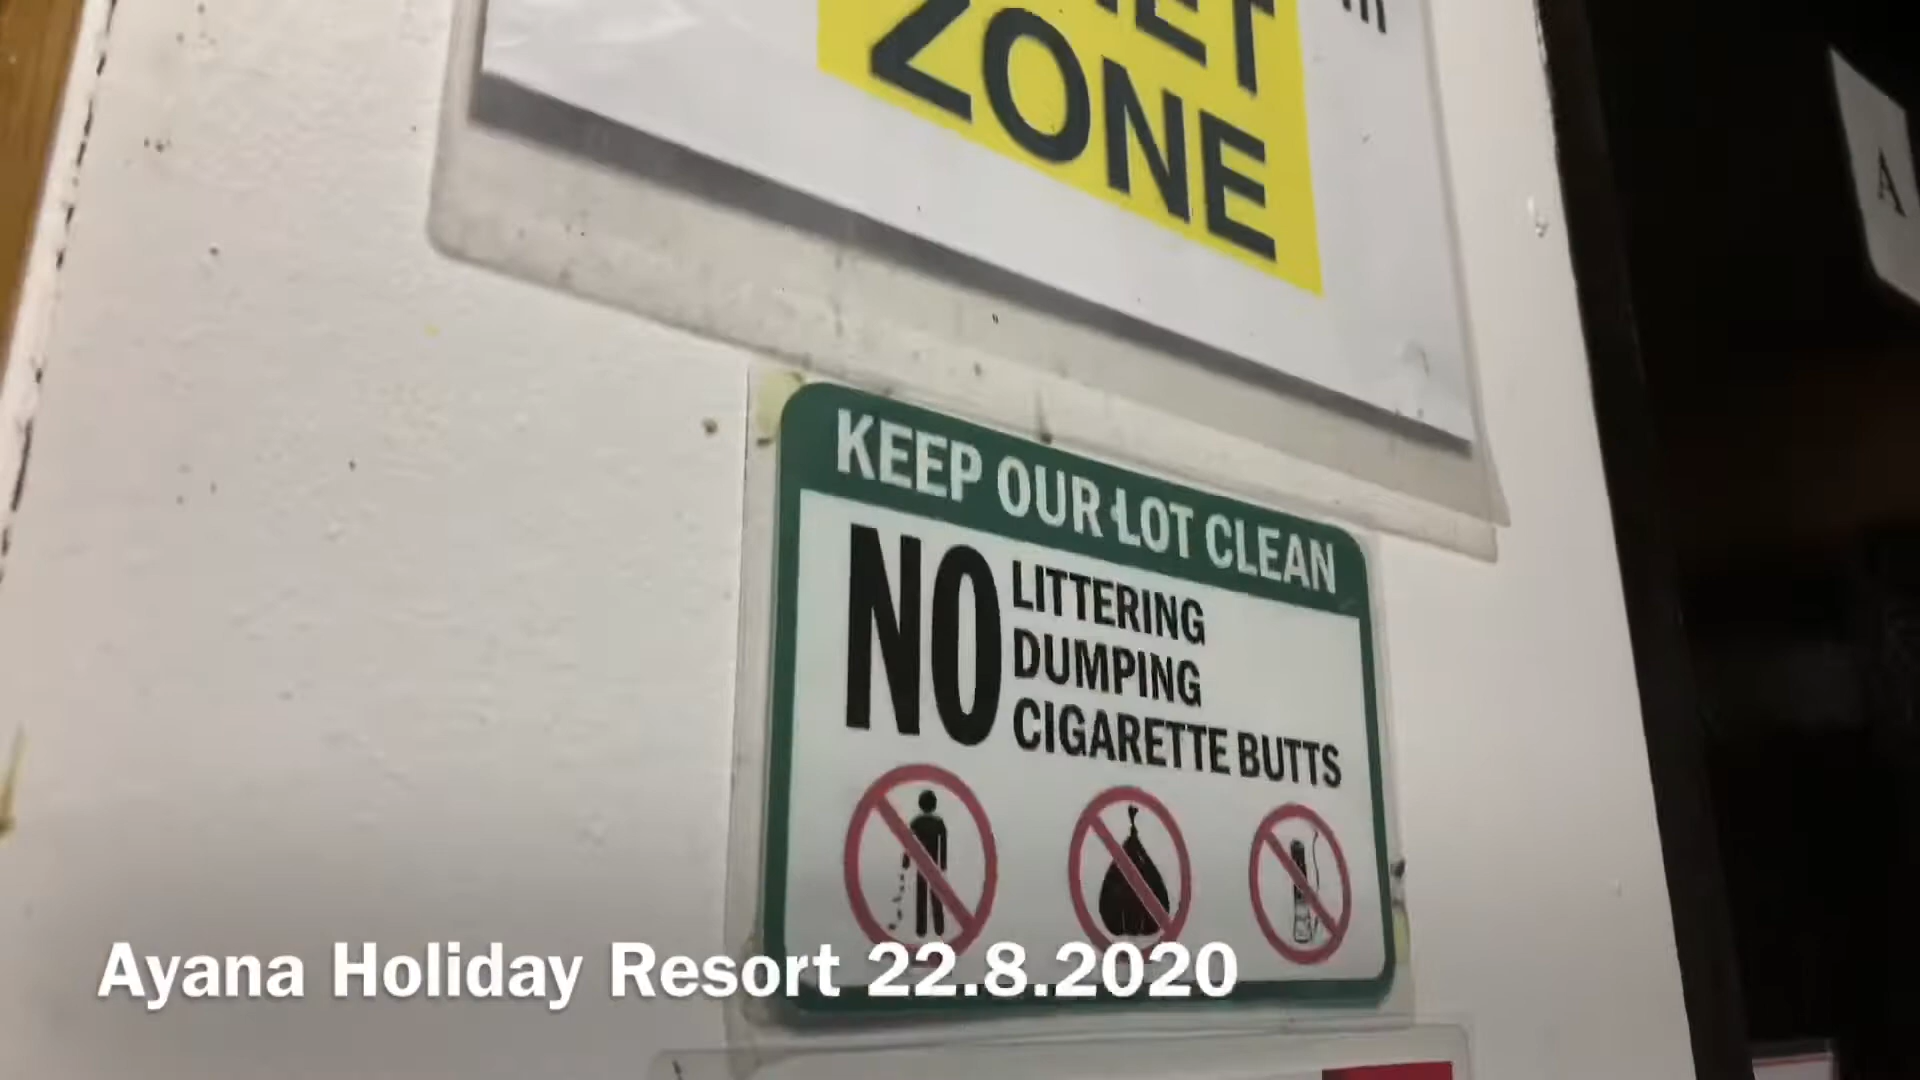 ZONE
A
KEEP OUR LOT CLEAN
NO
LITTERING
DUMPING
CIGARETTE BUTTS
Ayana Holiday Resort 22.8.2020